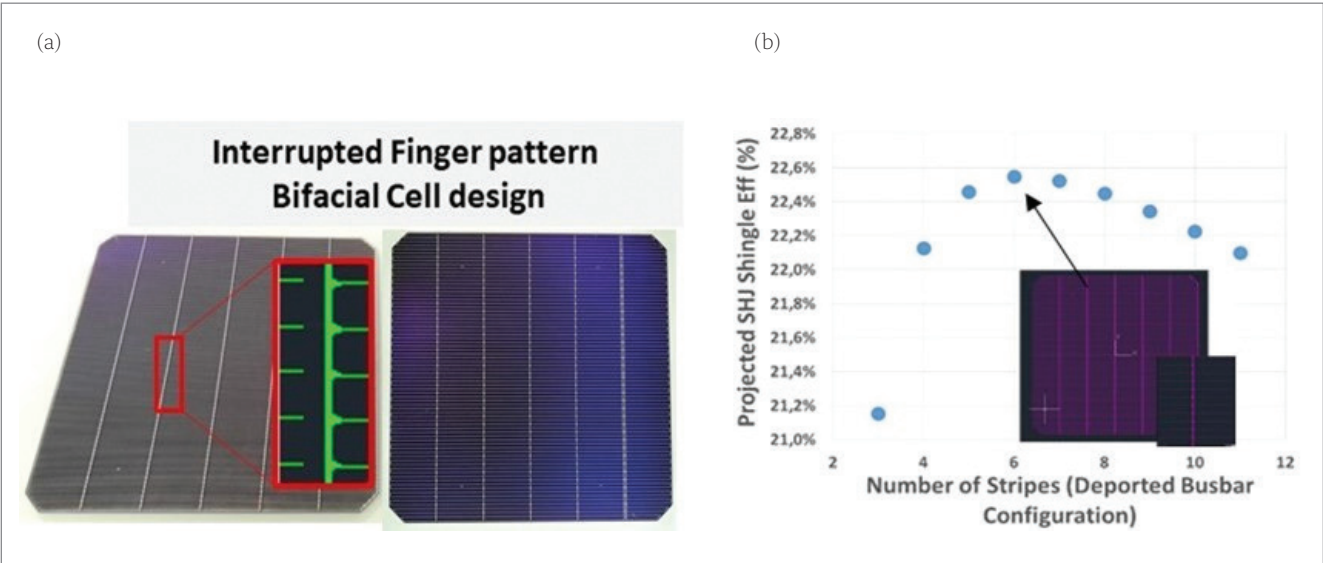 (a)
(b)
Interrupted Finger pattern
Bifacial Cell design
Projected SHJ Shingle Eff (%)
22,8%
22,6%
22,4%
22,2%
22,0%
21,8%
21,6%
21,4%
21,2%
21,0%
2
4
6
8
10
12
Number of Stripes (Deported Busbar
Configuration)